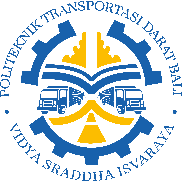 POLITEKNIK TRANSPORTASI DARAT BALI
VIDYA SRADDHA ISVARAYA